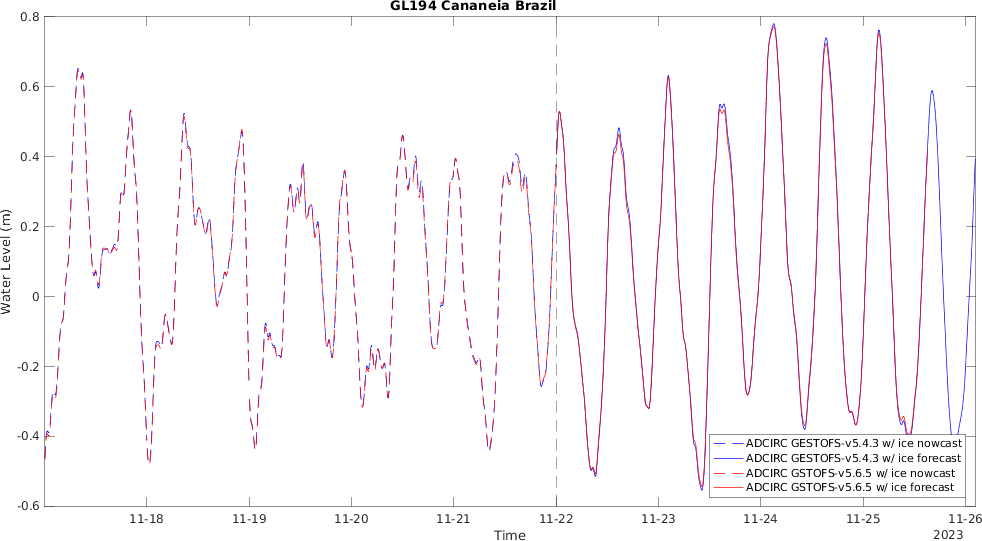 GL194 Cananeia Brazil
Water Level (m)
0.8
0.6
0.4
0.2
0
-0.2
-0.4
-0.6
ADCIRC GESTOFS-v5.4.3 w/ ice nowcast
ADCIRC GESTOFS-v5.4.3 w/ ice forecast
ADCIRC GSTOFS-v5.6.5 w/ ice nowcast
ADCIRC GSTOFS-v5.6.5 w/ ice forecast
11-18 11-19 11-20 11-21 11-22 11-23 11-24 11-25 11-26
Time
2023